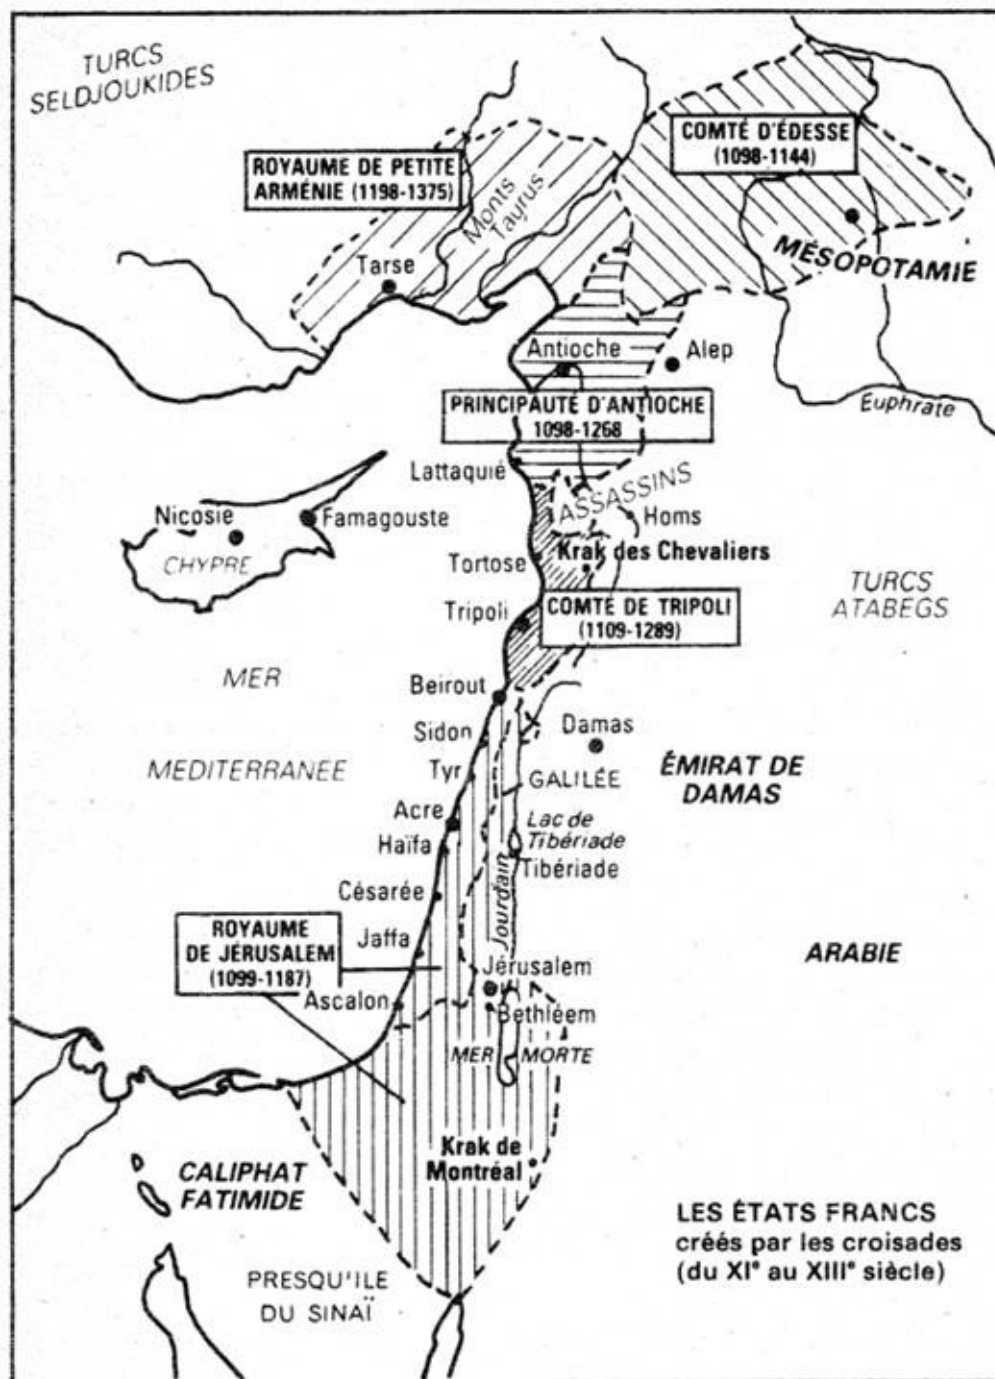 TURCS
SELDJOUKIDES
ROYAUME DE PETITE
ARMÉNIE (1198-1375)
COMTÉ D'ÉDESSE
(1098-1144)
Monts
Taurus
Tarse
MÉSOPOTAMIE
Antioche
Alep
PRINCIPAUTÉ D'ANTIOCHE
1098-1268
Euphrate
Lattaquié
ASSASSINS
Nicosie
Famagouste
Homs
CHYPRE
Tortose
Krak des Chevaliers
TURCS
ATABEGS
Tripoli
COMTÉ DE TRIPOLI
(1109-1289)
MER
MEDITERRANEE
Beirout
Sidon
Damas
Tyr
GALILÉE
ÉMIRAT DE
DAMAS
Acre
Lac de
Tibériade
Haïfa
Tibériade
Césarée
Jourdain
ROYAUME
DE JÉRUSALEM
(1099-1187)
Jaffa
ARABIE
Jérusalem
Ascalon
Bethléem
MER MORTE
Krak de
Montréal
CALIPHAT
FATIMIDE
PRESQU'ILE
DU SINAÏ
LES ÉTATS FRANCS
créés par les croisades
(du XIe au XIIIe siècle)